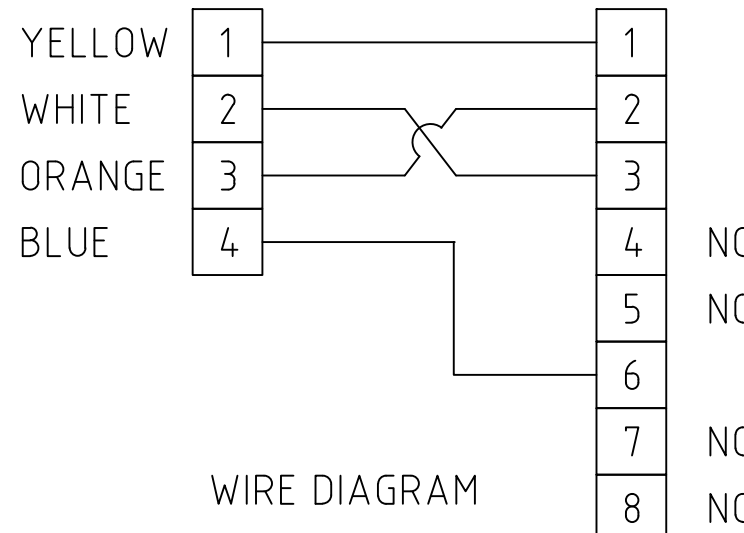 YELLOW 1 1
WHITE 2 2
ORANGE 3 3
BLUE 4 4
5
6
7
WIRE DIAGRAM
8